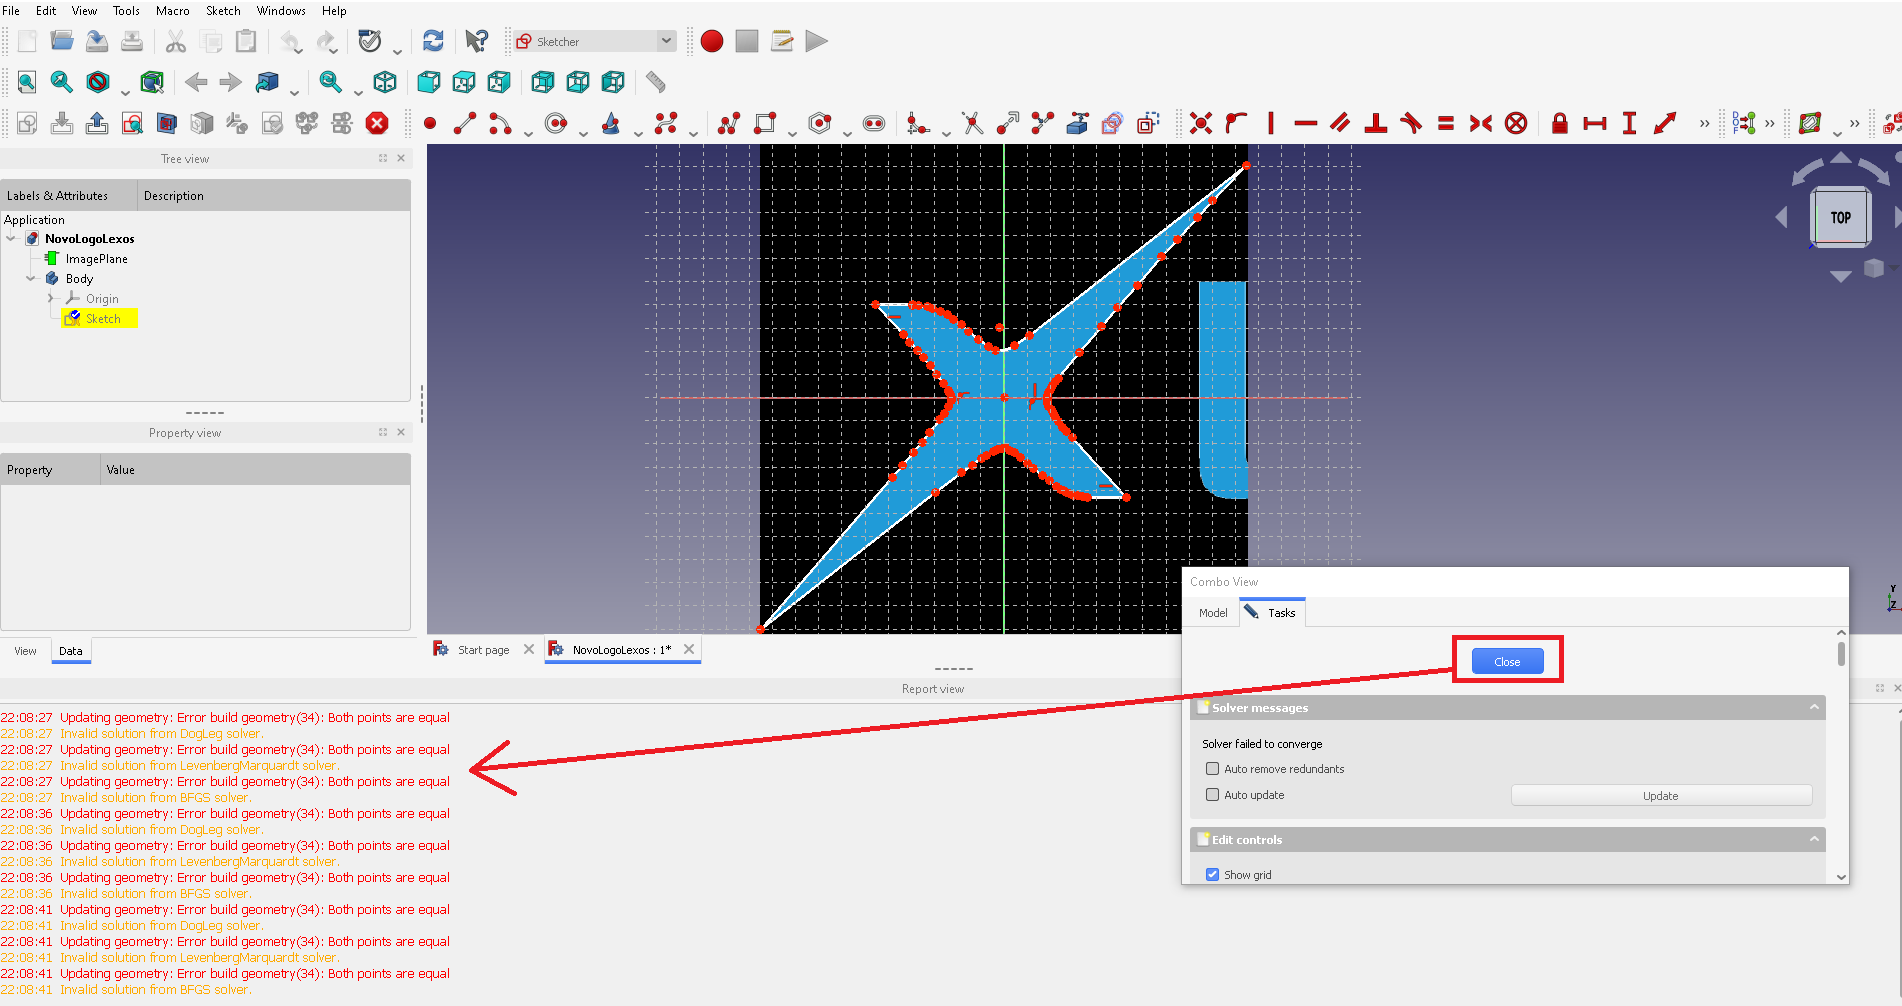 File Edit View Tools Macro Sketch Windows Help
Sketcher
Tree view
Labels & Attributes Description
Application
NovoLogoLexos
ImagePlane
Body
Origin
Sketch
Property view
Property Value
View Data
TOP
Y
Z
Start page NovoLogoLexos : 1*
Combo View
Model Tasks
Close
Solver messages
Solver failed to converge
Auto remove redundants
Auto update
Update
Edit controls
Show grid
Report view
22:08:27 Updating geometry: Error build geometry(34): Both points are equal
22:08:27 Invalid solution from DogLeg solver.
22:08:27 Updating geometry: Error build geometry(34): Both points are equal
22:08:27 Invalid solution from LevenbergMarquardt solver.
22:08:27 Updating geometry: Error build geometry(34): Both points are equal
22:08:27 Invalid solution from BFGS solver.
22:08:36 Updating geometry: Error build geometry(34): Both points are equal
22:08:36 Invalid solution from DogLeg solver.
22:08:36 Updating geometry: Error build geometry(34): Both points are equal
22:08:36 Invalid solution from LevenbergMarquardt solver.
22:08:36 Updating geometry: Error build geometry(34): Both points are equal
22:08:36 Invalid solution from BFGS solver.
22:08:41 Updating geometry: Error build geometry(34): Both points are equal
22:08:41 Invalid solution from DogLeg solver.
22:08:41 Updating geometry: Error build geometry(34): Both points are equal
22:08:41 Invalid solution from LevenbergMarquardt solver.
22:08:41 Updating geometry: Error build geometry(34): Both points are equal
22:08:41 Invalid solution from BFGS solver.